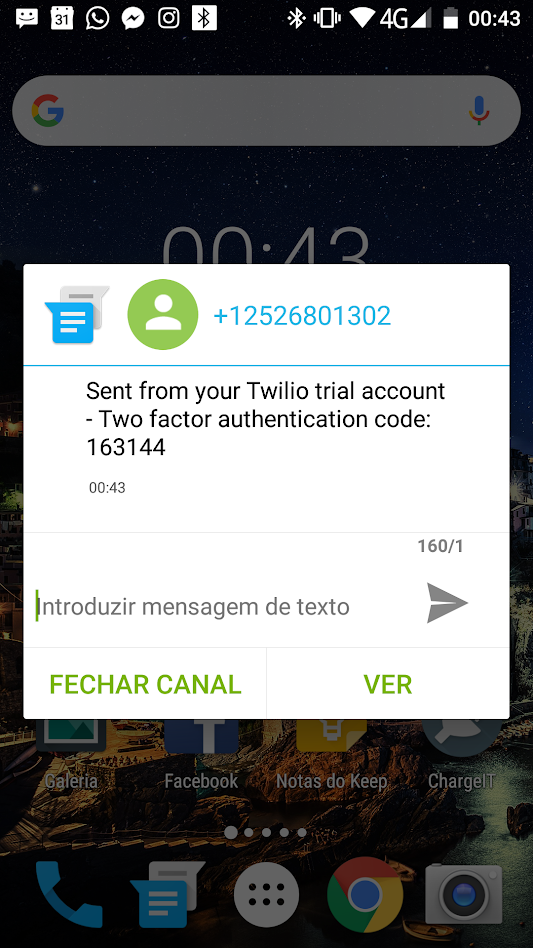 31
4G
00:43
00:43
+12526801302
Sent from your Twilio trial account
- Two factor authentication code:
163144
00:43
160/1
Introduzir mensagem de texto
FECHAR CANAL
VER
Galeria
Facebook
Notas do Keep
ChargeIT